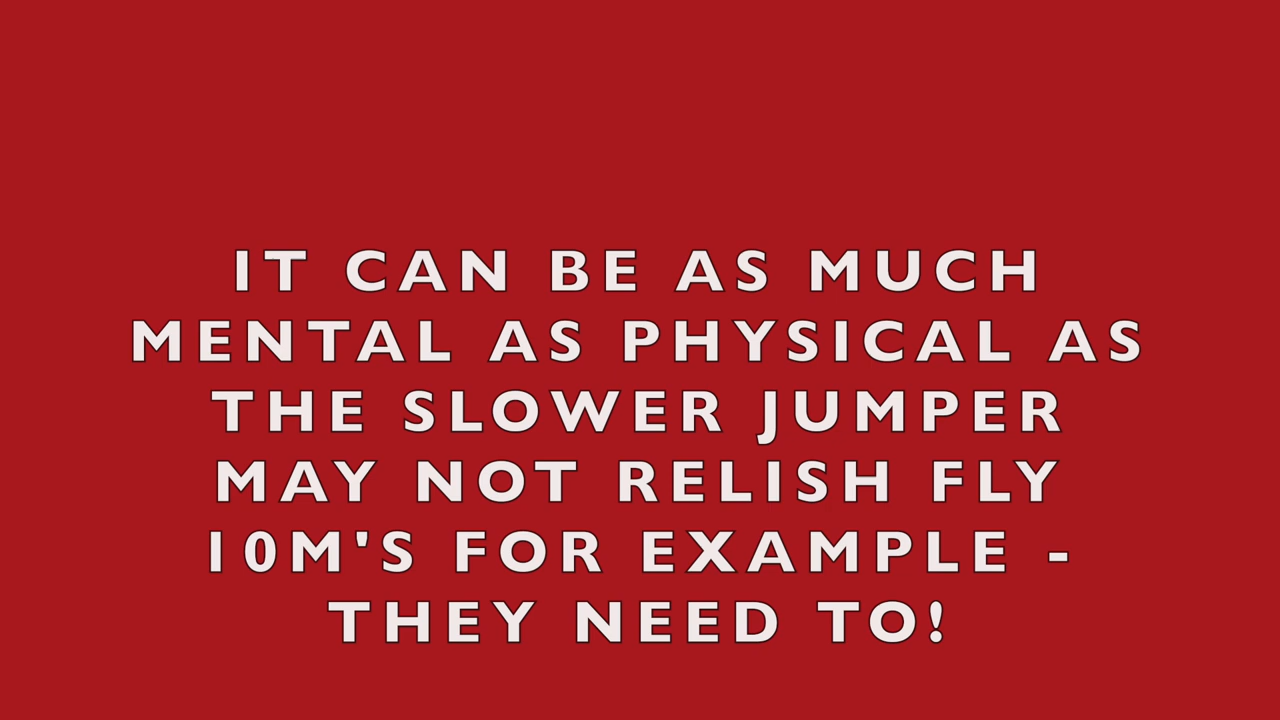 IT CAN BE AS MUCH
MENTAL AS PHYSICAL AS
THE SLOWER JUMPER
MAY NOT RELISH FLY
10M'S FOR EXAMPLE -
THEY NEED TO!